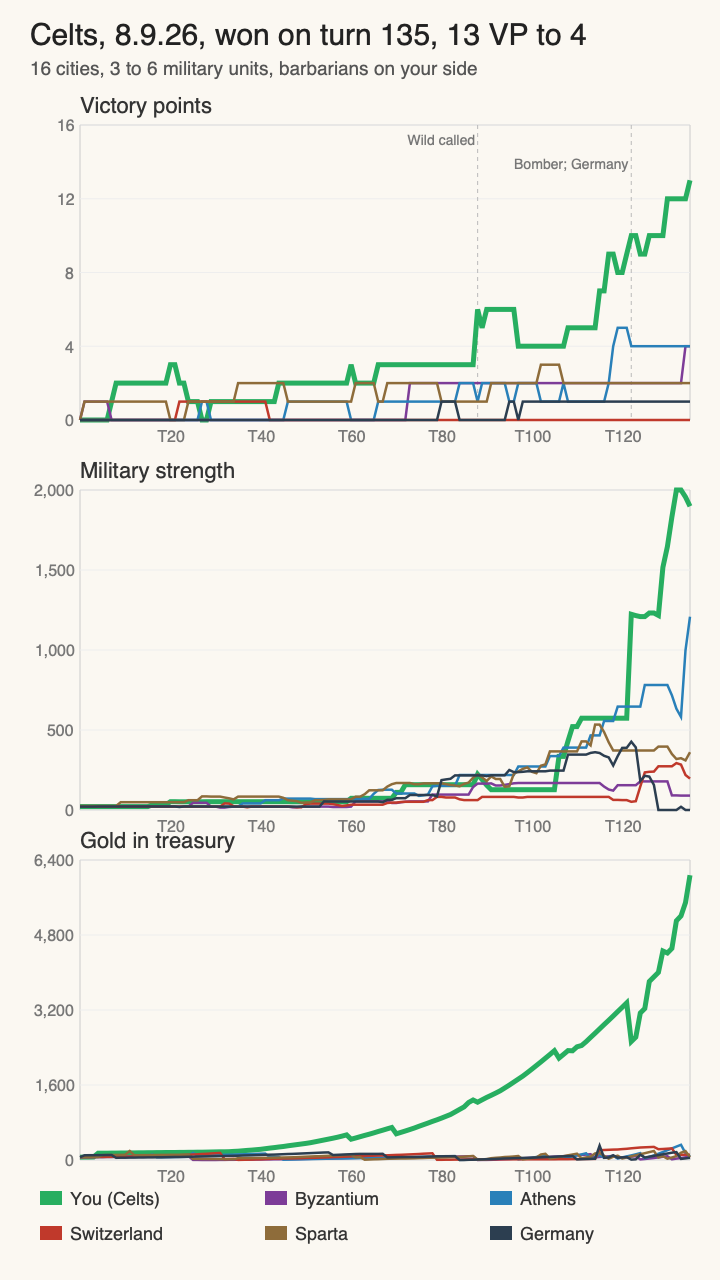 Celts, 8.9.26, won on turn 135, 13 VP to 4
16 cities, 3 to 6 military units, barbarians on your side
Victory points
16
Wild called
Bomber; Germany
12
8
4
0
T20 T40 T60 T80 T100 T120
Military strength
2,000
1,500
1,000
500
0
T20 T40 T60 T80 T100 T120
Gold in treasury
6,400
4,800
3,200
1,600
0
T20 T40 T60 T80 T100 T120
You (Celts) Byzantium Athens
Switzerland Sparta Germany